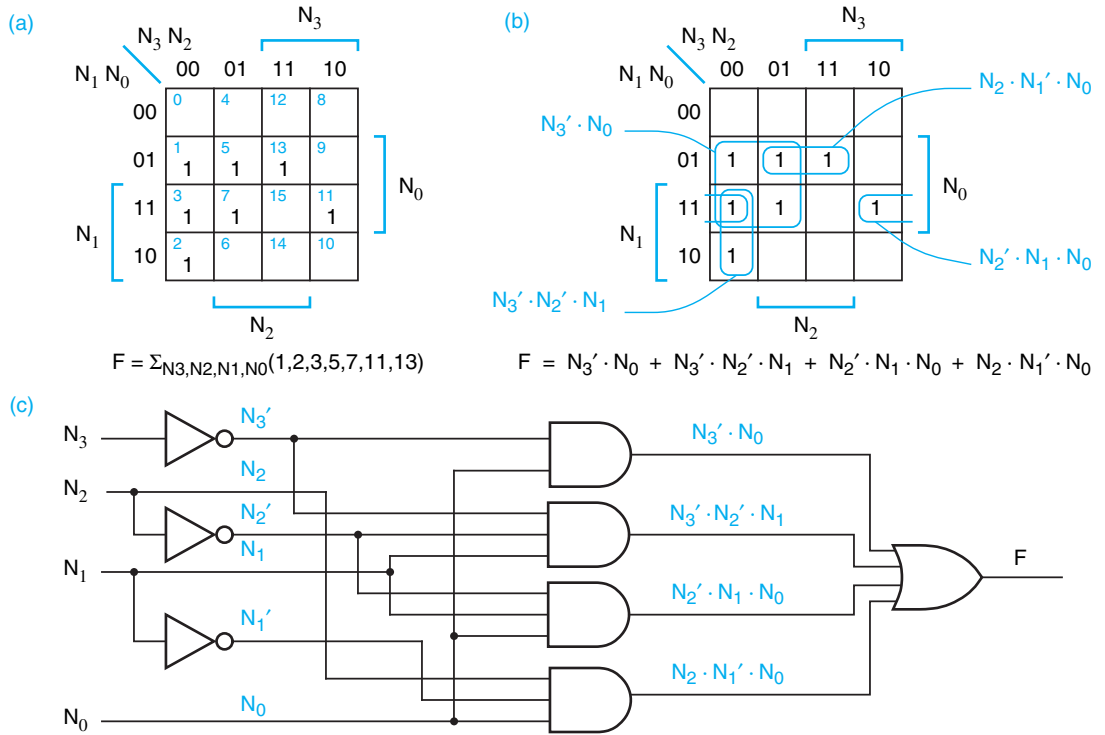 (a)
N3
N3 N2
N1 N0
00 01 11 10
00
0 4 12 8
01
1 5 13 9
1 1 1
N0
11
3 7 15 11
1 1 1
N1
10
2 6 14 10
1
N2
F = ΣN3,N2,N1,N0(1,2,3,5,7,11,13)
(b)
N3
N3 N2
N1 N0
00 01 11 10
N2 · N1′ · N0
00
N3′ · N0
01
1 1 1
N0
11
1 1 1
N1
10
1
N2′ · N1 · N0
N3′ · N2′ · N1
N2
F = N3′ · N0 + N3′ · N2′ · N1 + N2′ · N1 · N0 + N2 · N1′ · N0
(c)
N3
N3′
N3′ · N0
N2
N2
N2′
N3′ · N2′ · N1
N1
N1
F
N2′ · N1 · N0
N1′
N2 · N1′ · N0
N0
N0